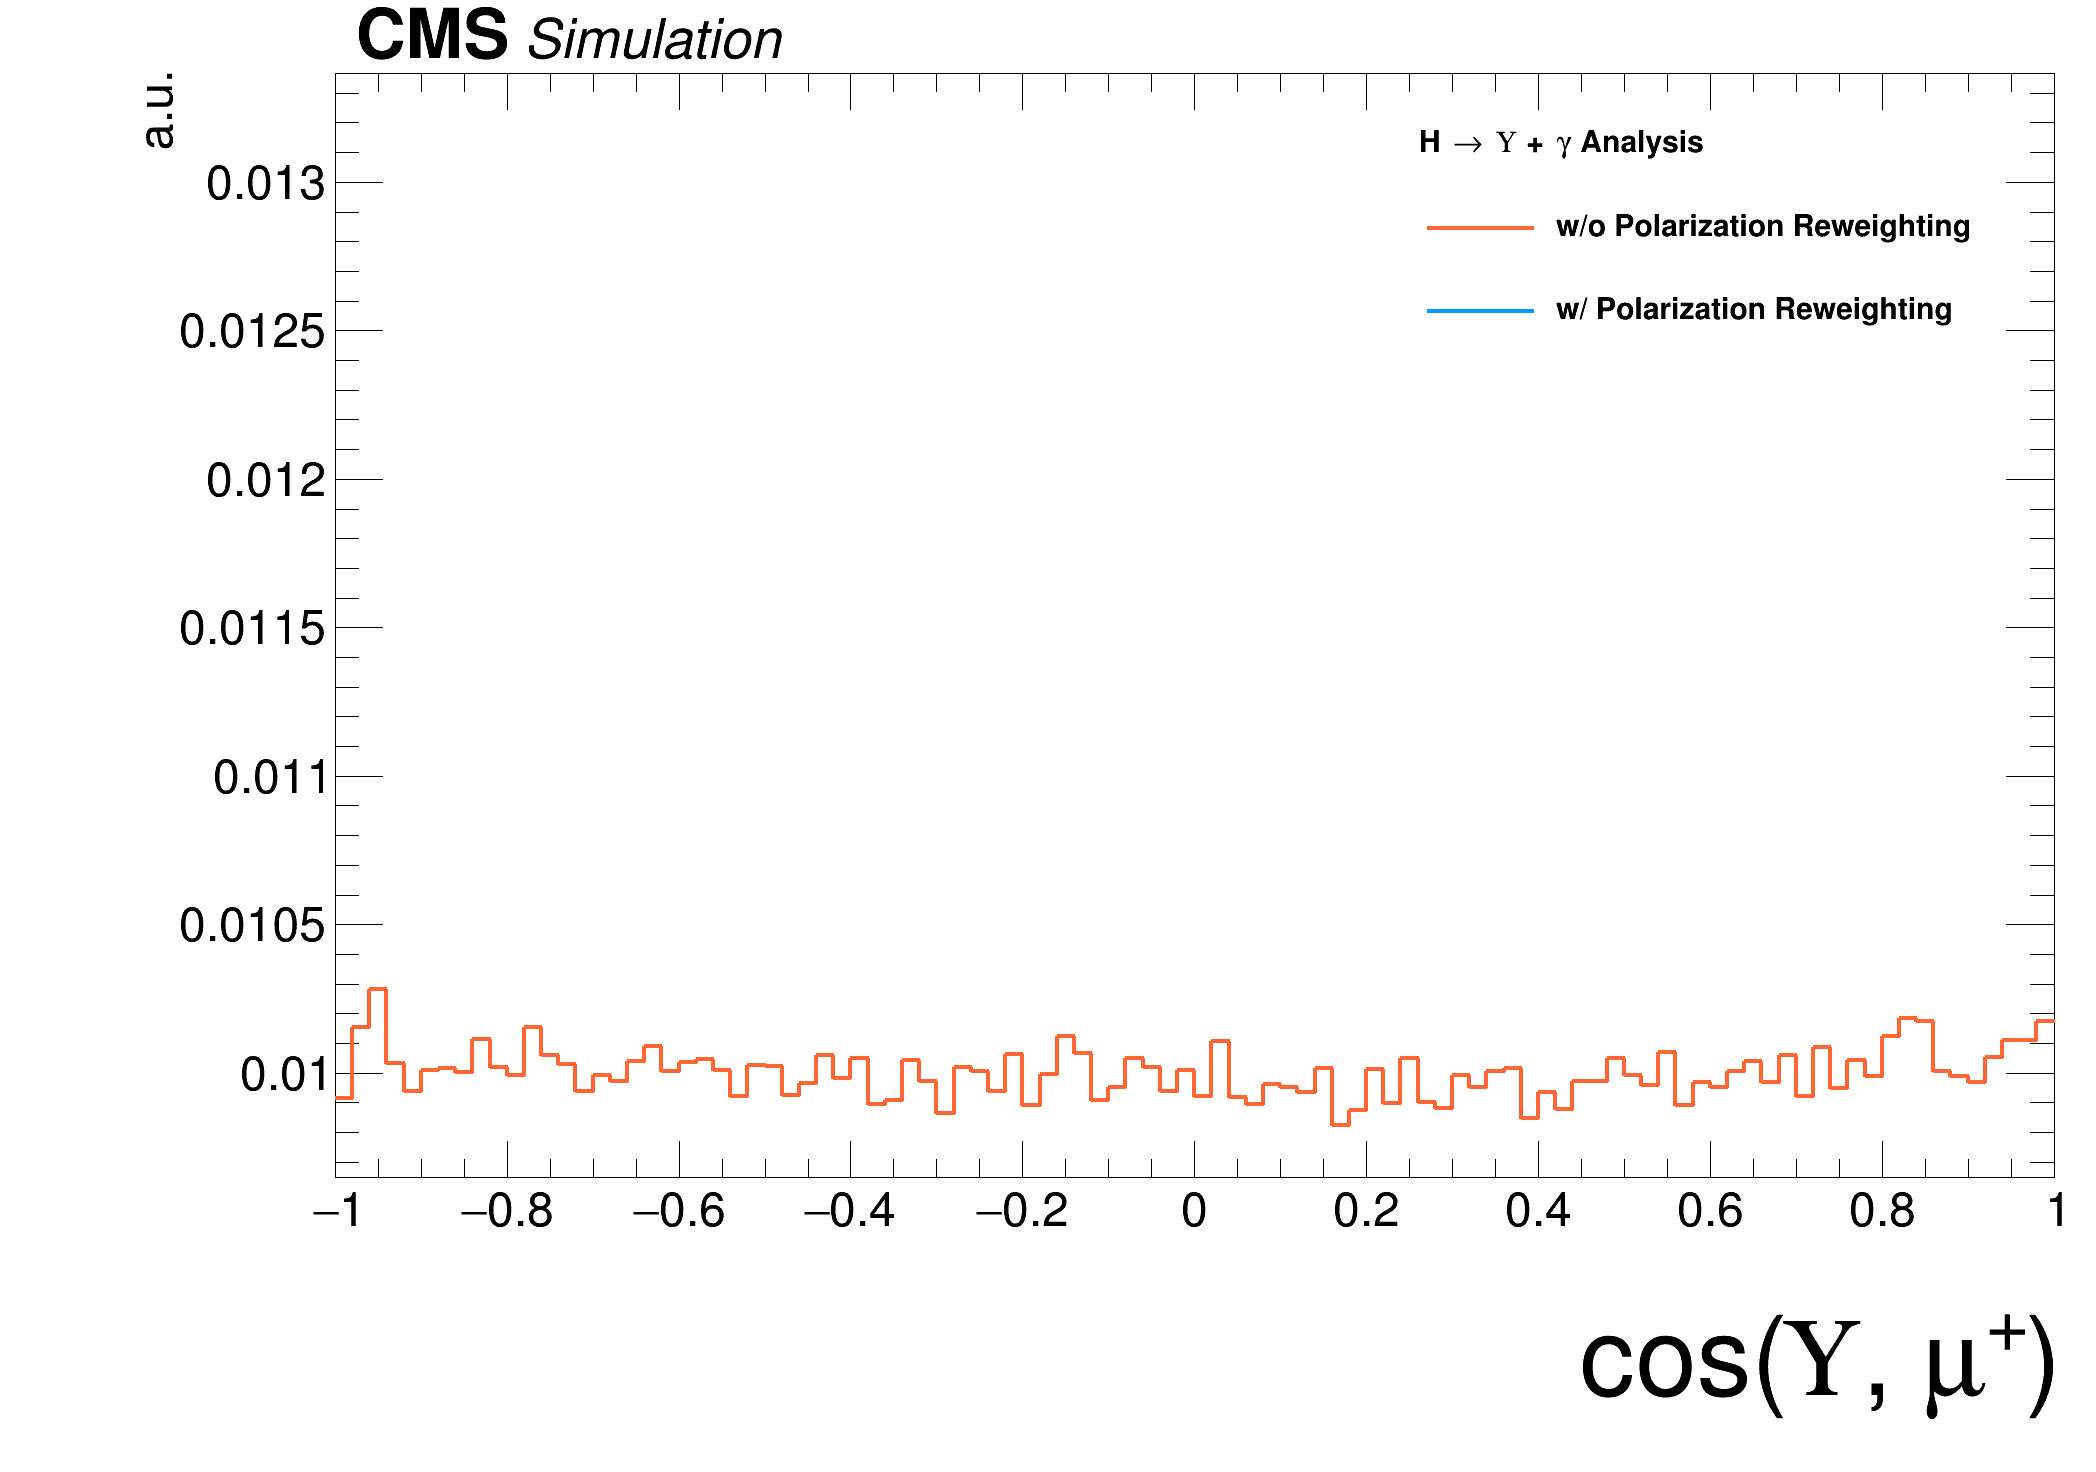 CMS Simulation
a.u.
H → Υ + γ Analysis
w/o Polarization Reweighting
w/ Polarization Reweighting
0.013
0.0125
0.012
0.0115
0.011
0.0105
0.01
−1 −0.8 −0.6 −0.4 −0.2 0 0.2 0.4 0.6 0.8 1
cos(Υ, μ⁺)